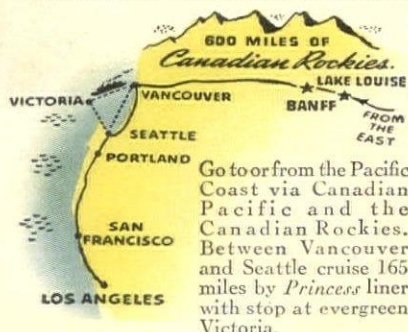 600 MILES OF
Canadian Rockies.
LAKE LOUISE
VICTORIA
VANCOUVER
BANFF
FROM
THE
EAST
SEATTLE
PORTLAND
SAN
FRANCISCO
LOS ANGELES
Go to or from the Pacific
Coast via Canadian
Pacific and the
Canadian Rockies.
Between Vancouver
and Seattle cruise 165
miles by Princess liner
with stop at evergreen
Victoria.